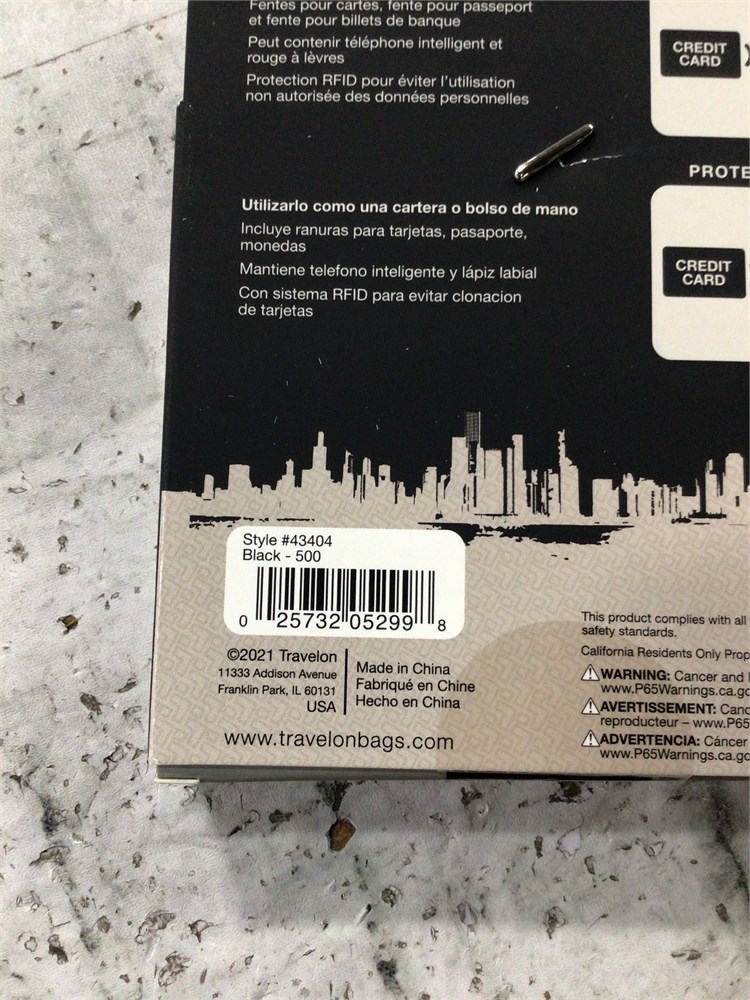 Fentes pour cartes, fente pour passeport
et fente pour billets de banque
Peut contenir téléphone intelligent et
rouge à lèvres
Protection RFID pour éviter l'utilisation
non autorisée des données personnelles
CREDIT
CARD
PROTE
Utilizarlo como una cartera o bolso de mano
Incluye ranuras para tarjetas, pasaporte,
monedas
Mantiene telefono inteligente y lápiz labial
Con sistema RFID para evitar clonacion
de tarjetas
CREDIT
CARD
Style #43404
Black - 500
0 25732 05299 8
©2021 Travelon
11333 Addison Avenue
Franklin Park, IL 60131
USA
Made in China
Fabriqué en Chine
Hecho en China
www.travelonbags.com
This product complies with all
safety standards.
California Residents Only Prop
WARNING: Cancer and
www.P65Warnings.ca.go
AVERTISSEMENT: Canc
reproducteur – www.P65
ADVERTENCIA: Cáncer
www.P65Warnings.ca.go